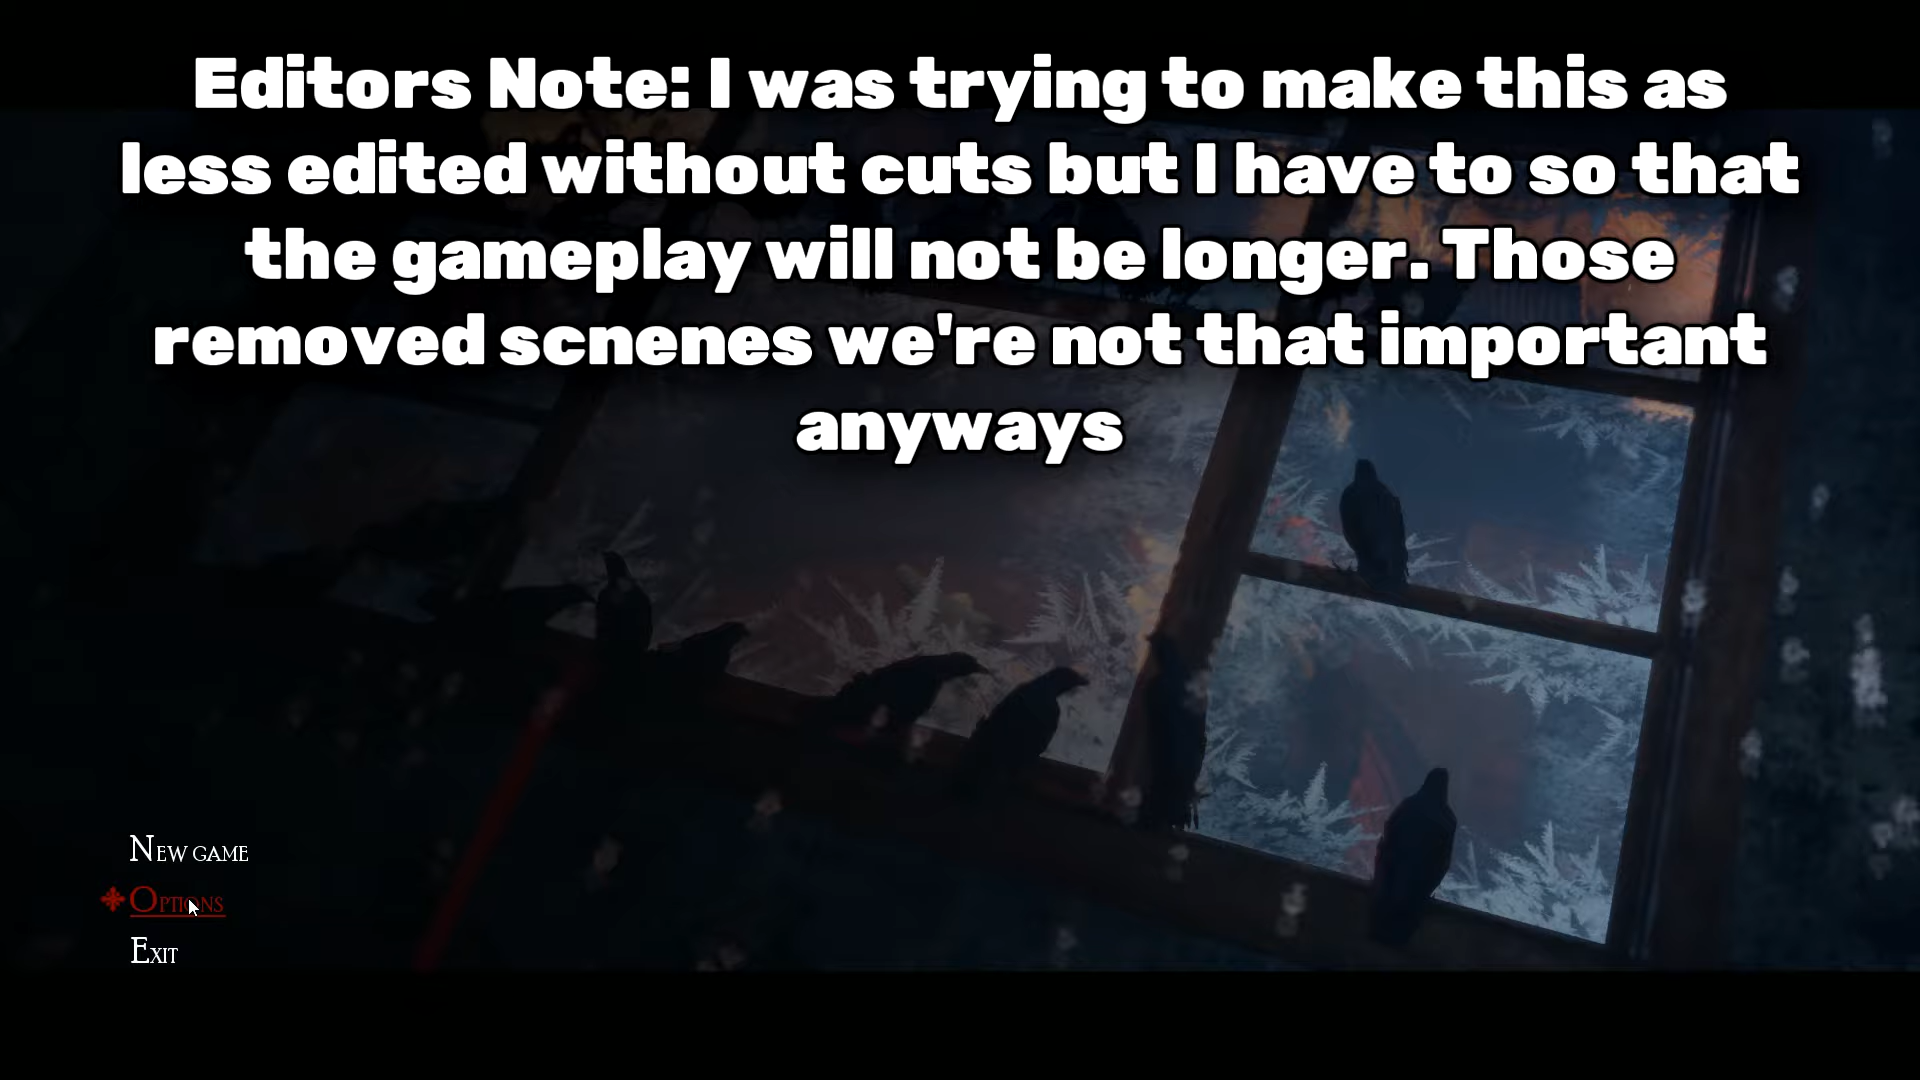 Editors Note: I was trying to make this as
less edited without cuts but I have to so that
the gameplay will not be longer. Those
removed scnenes we're not that important
anyways
New game
Options
Exit